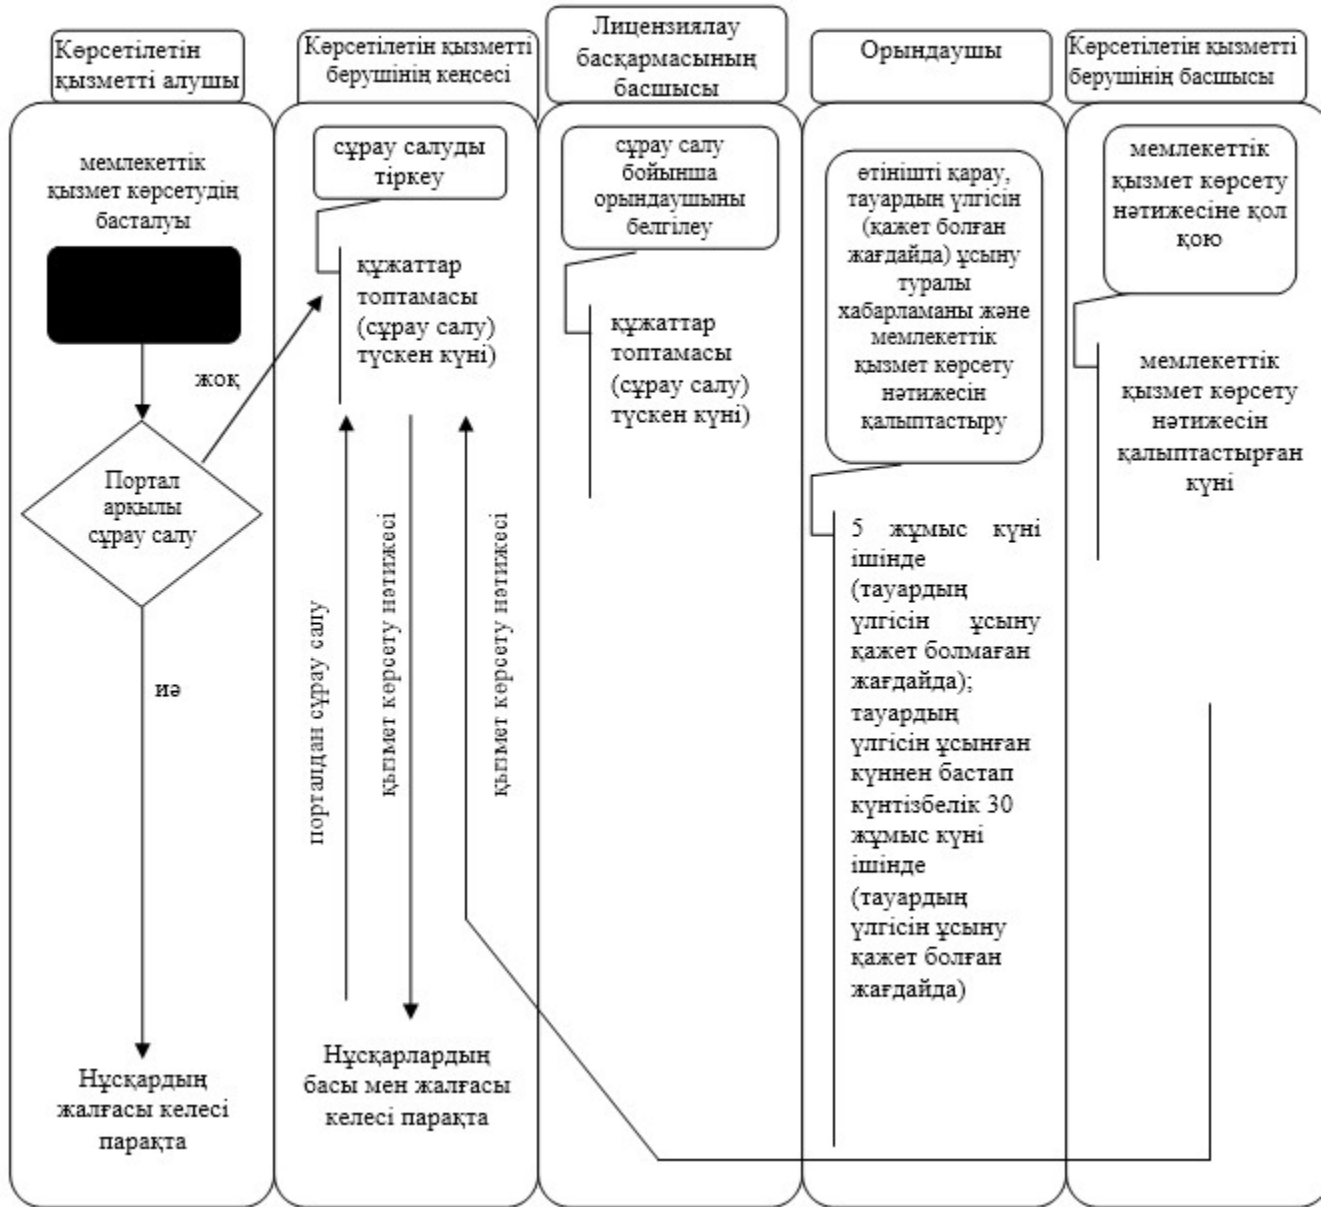 Көрсетілетін
қызметті алушы
мемлекеттік
қызмет көрсетудің
басталуы
жоқ
Портал
арқылы
сұрау салу
иә
Нұсқардың
жалғасы келесі
парақта
Көрсетілетін қызметті
берушінің кеңсесі
сұрау салуды
тіркеу
құжаттар
топтамасы
(сұрау салу)
түскен күні)
порталдан сұрау салу
қызмет көрсету нәтижесі
қызмет көрсету нәтижесі
Нұсқарлардың
басы мен жалғасы
келесі парақта
Лицензиялау
басқармасының
басшысы
сұрау салу
бойынша
орындаушыны
белгілеу
құжаттар
топтамасы
(сұрау салу)
түскен күні)
Орындаушы
өтінішті қарау,
тауардың үлгісін
(қажет болған
жағдайда) ұсыну
туралы
хабарламаны және
мемлекеттік
қызмет көрсету
нәтижесін
қалыптастыру
5 жұмыс күні
ішінде
(тауардың
үлгісін ұсыну
қажет болмаған
жағдайда);
тауардың
үлгісін ұсынған
күннен бастап
күнтізбелік 30
жұмыс күні
ішінде
(тауардың
үлгісін ұсыну
қажет болған
жағдайда)
Көрсетілетін қызметті
берушінің басшысы
мемлекеттік
қызмет көрсету
нәтижесіне қол
қою
мемлекеттік
қызмет көрсету
нәтижесін
қалыптастырған
күні